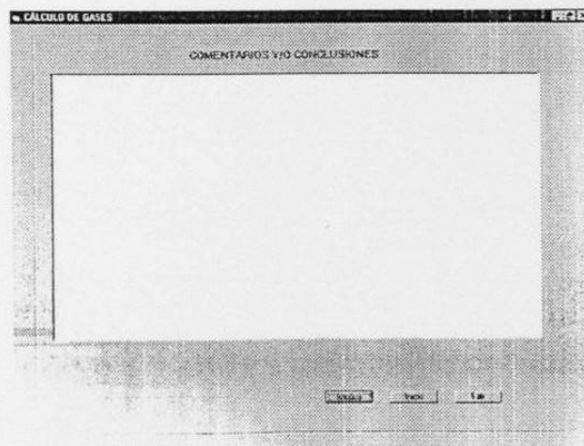 CÁLCULO DE GASES
COMENTARIOS Y/O CONCLUSIONES
Inicio
Salir